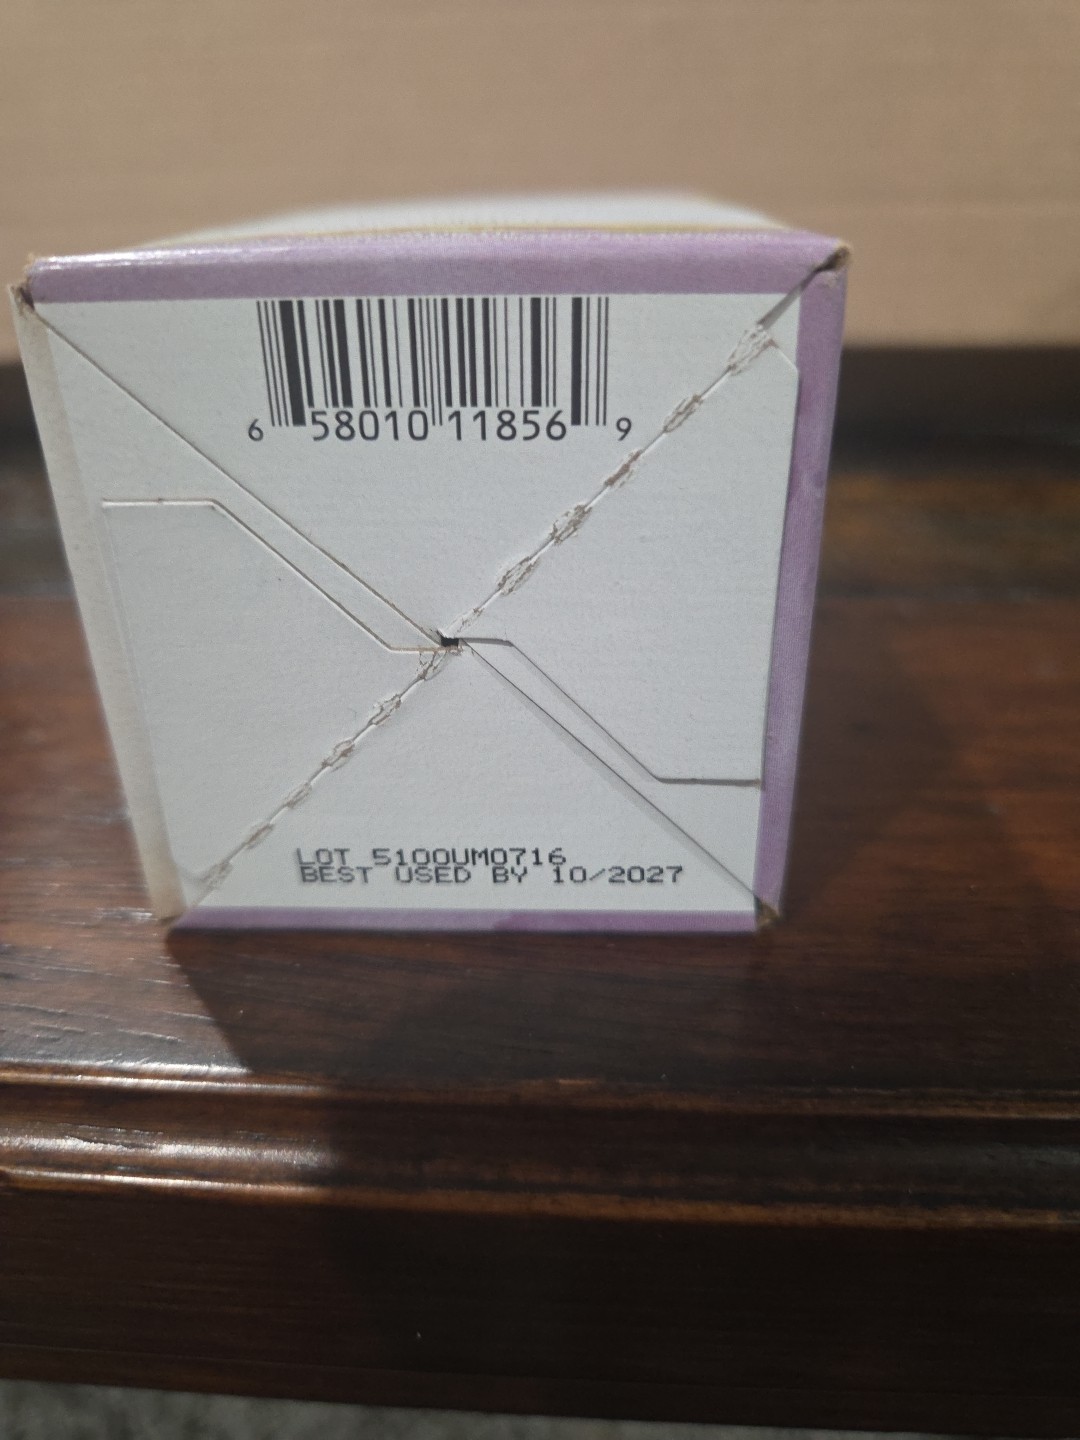 6 58010 11856 9
LOT 5100UM0716
BEST USED BY 10/2027